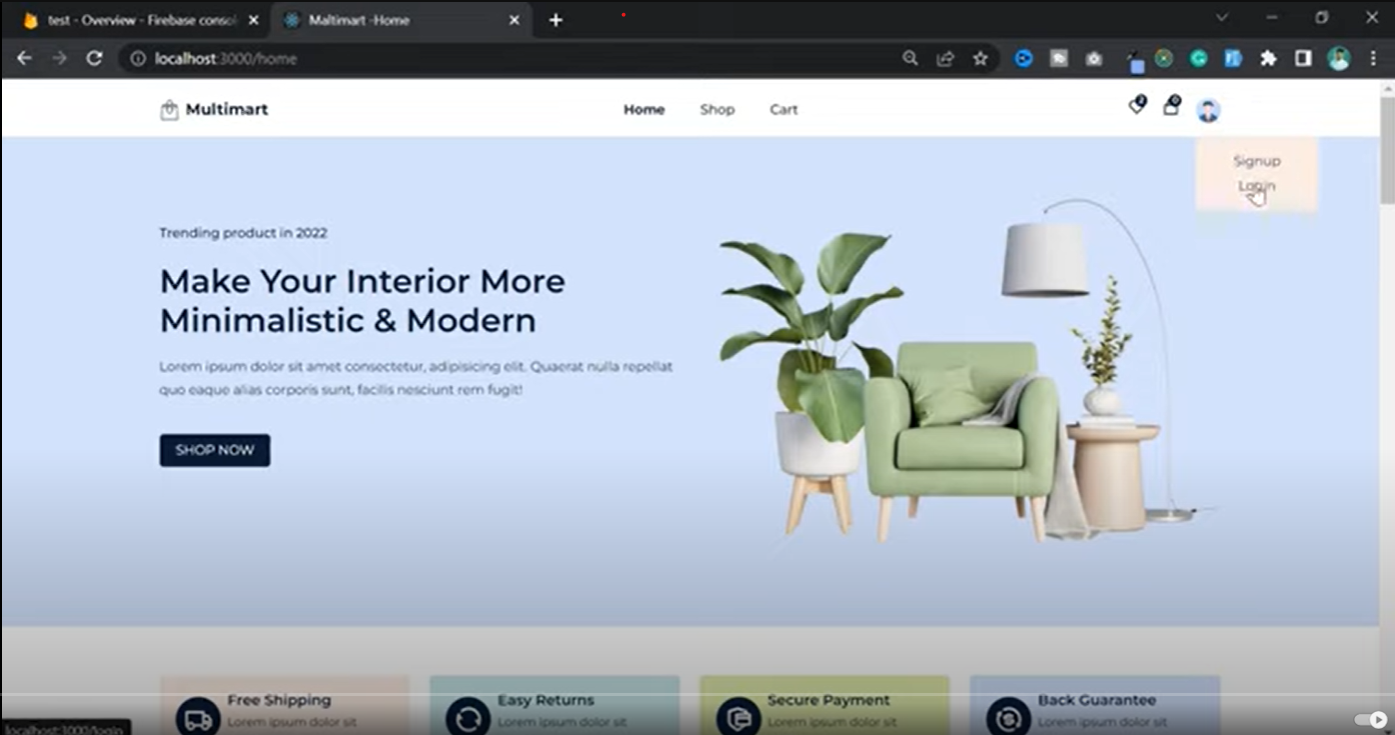 test - Overview - Firebase consol
Maltimart -Home
localhost:3000/home
Multimart
Home
Shop
Cart
2
0
Signup
Login
Trending product in 2022
Make Your Interior More
Minimalistic & Modern
Lorem ipsum dolor sit amet consectetur, adipisicing elit. Quaerat nulla repellat
quo eaque alias corporis sunt, facilis nesciunt rem fugit!
SHOP NOW
Free Shipping
Lorem ipsum dolor sit
Easy Returns
Lorem ipsum dolor sit
Secure Payment
Lorem ipsum dolor sit
Back Guarantee
Lorem ipsum dolor sit
localhost:3000/login